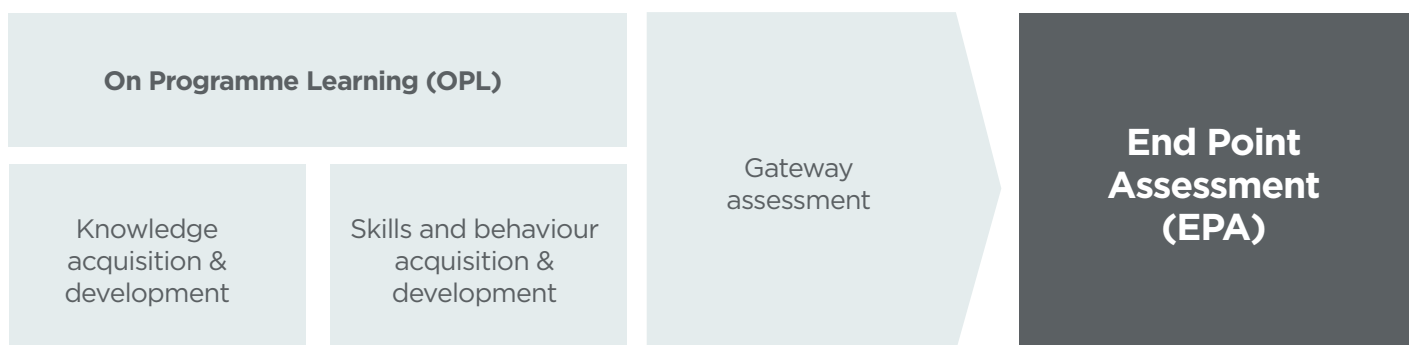 On Programme Learning (OPL)
Knowledge
acquisition &
development
Skills and behaviour
acquisition &
development
Gateway
assessment
End Point
Assessment
(EPA)